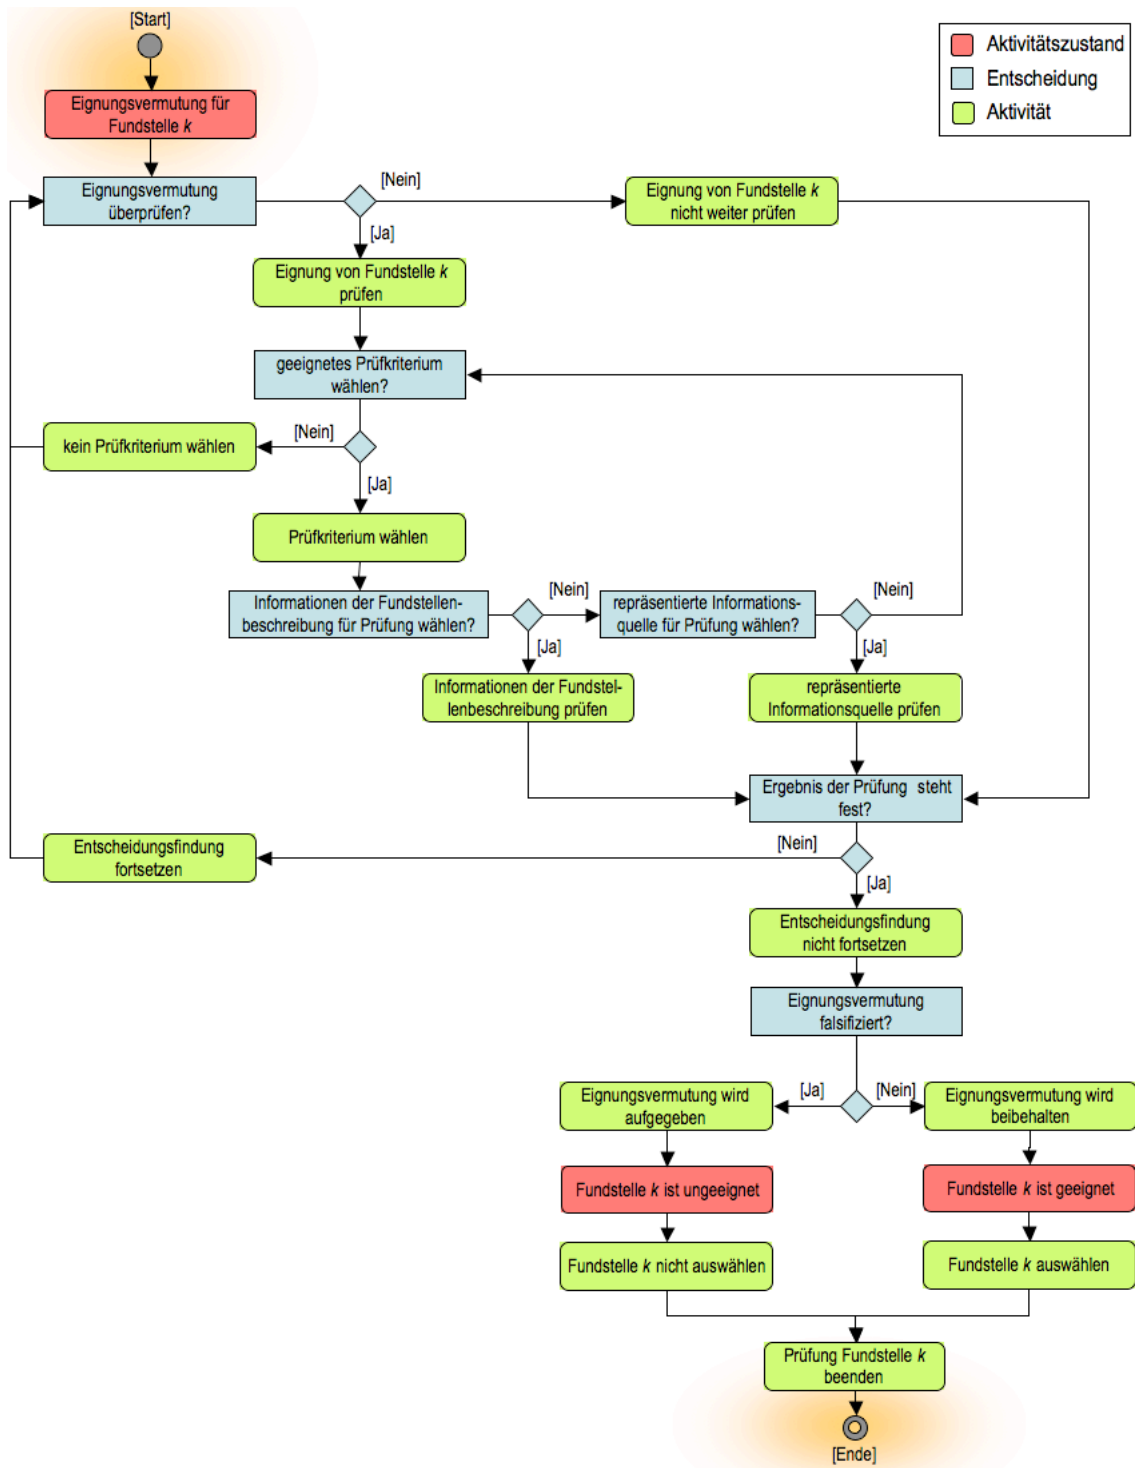 [Start]
Aktivitätszustand
Entscheidung
Aktivität
Eignungsvermutung für
Fundstelle k
Eignungsvermutung
überprüfen?
[Nein]
[Ja]
Eignung von Fundstelle k
nicht weiter prüfen
Eignung von Fundstelle k
prüfen
geeignetes Prüfkriterium
wählen?
[Nein]
kein Prüfkriterium wählen
[Ja]
Prüfkriterium wählen
Informationen der Fundstellen-
beschreibung für Prüfung wählen?
[Nein]
[Ja]
repräsentierte Informations-
quelle für Prüfung wählen?
[Nein]
[Ja]
Informationen der Fundstel-
lenbeschreibung prüfen
repräsentierte
Informationsquelle prüfen
Ergebnis der Prüfung steht
fest?
[Nein]
Entscheidungsfindung
fortsetzen
[Ja]
Entscheidungsfindung
nicht fortsetzen
Eignungsvermutung
falsifiziert?
[Ja]
[Nein]
Eignungsvermutung wird
aufgegeben
Eignungsvermutung wird
beibehalten
Fundstelle k ist ungeeignet
Fundstelle k ist geeignet
Fundstelle k nicht auswählen
Fundstelle k auswählen
Prüfung Fundstelle k
beenden
[Ende]